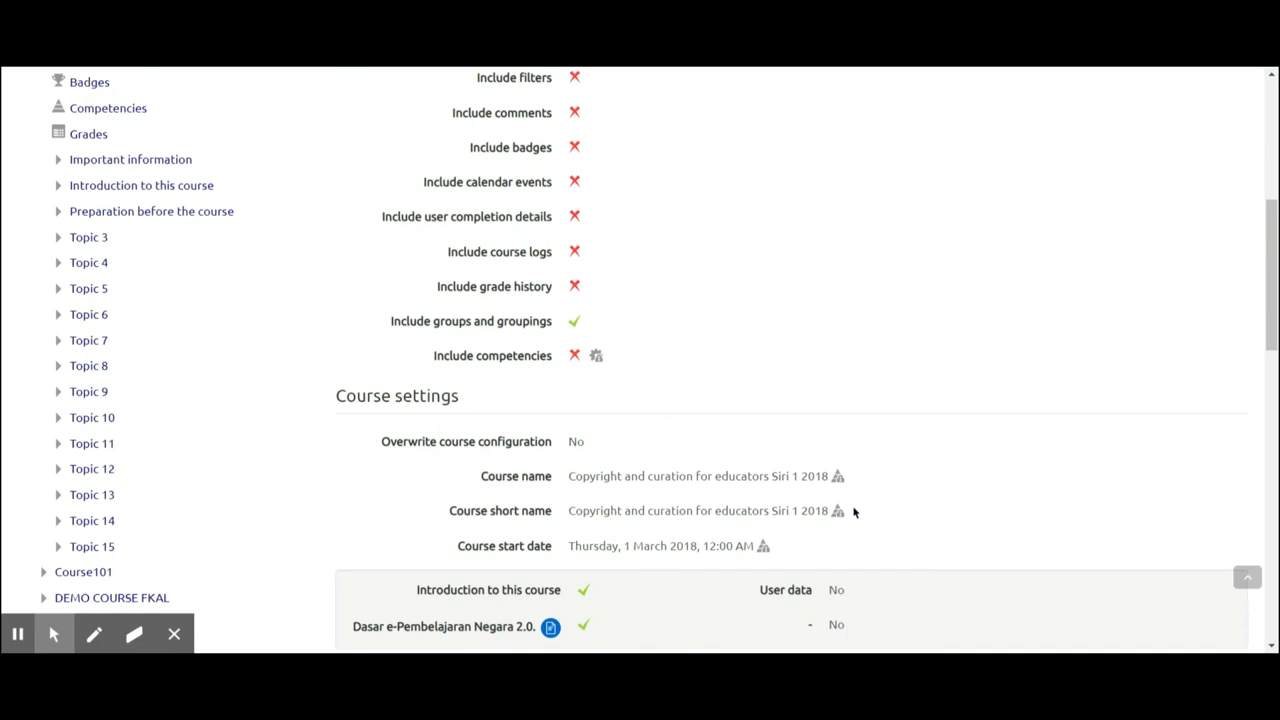 Badges
Competencies
Grades
Important information
Introduction to this course
Preparation before the course
Topic 3
Topic 4
Topic 5
Topic 6
Topic 7
Topic 8
Topic 9
Topic 10
Topic 11
Topic 12
Topic 13
Topic 14
Topic 15
Course101
DEMO COURSE FKAL
Include filters
Include comments
Include badges
Include calendar events
Include user completion details
Include course logs
Include grade history
Include groups and groupings
Include competencies
Course settings
Overwrite course configuration No
Course name Copyright and curation for educators Siri 1 2018
Course short name Copyright and curation for educators Siri 1 2018
Course start date Thursday, 1 March 2018, 12:00 AM
Introduction to this course User data No
Dasar e-Pembelajaran Negara 2.0. - No